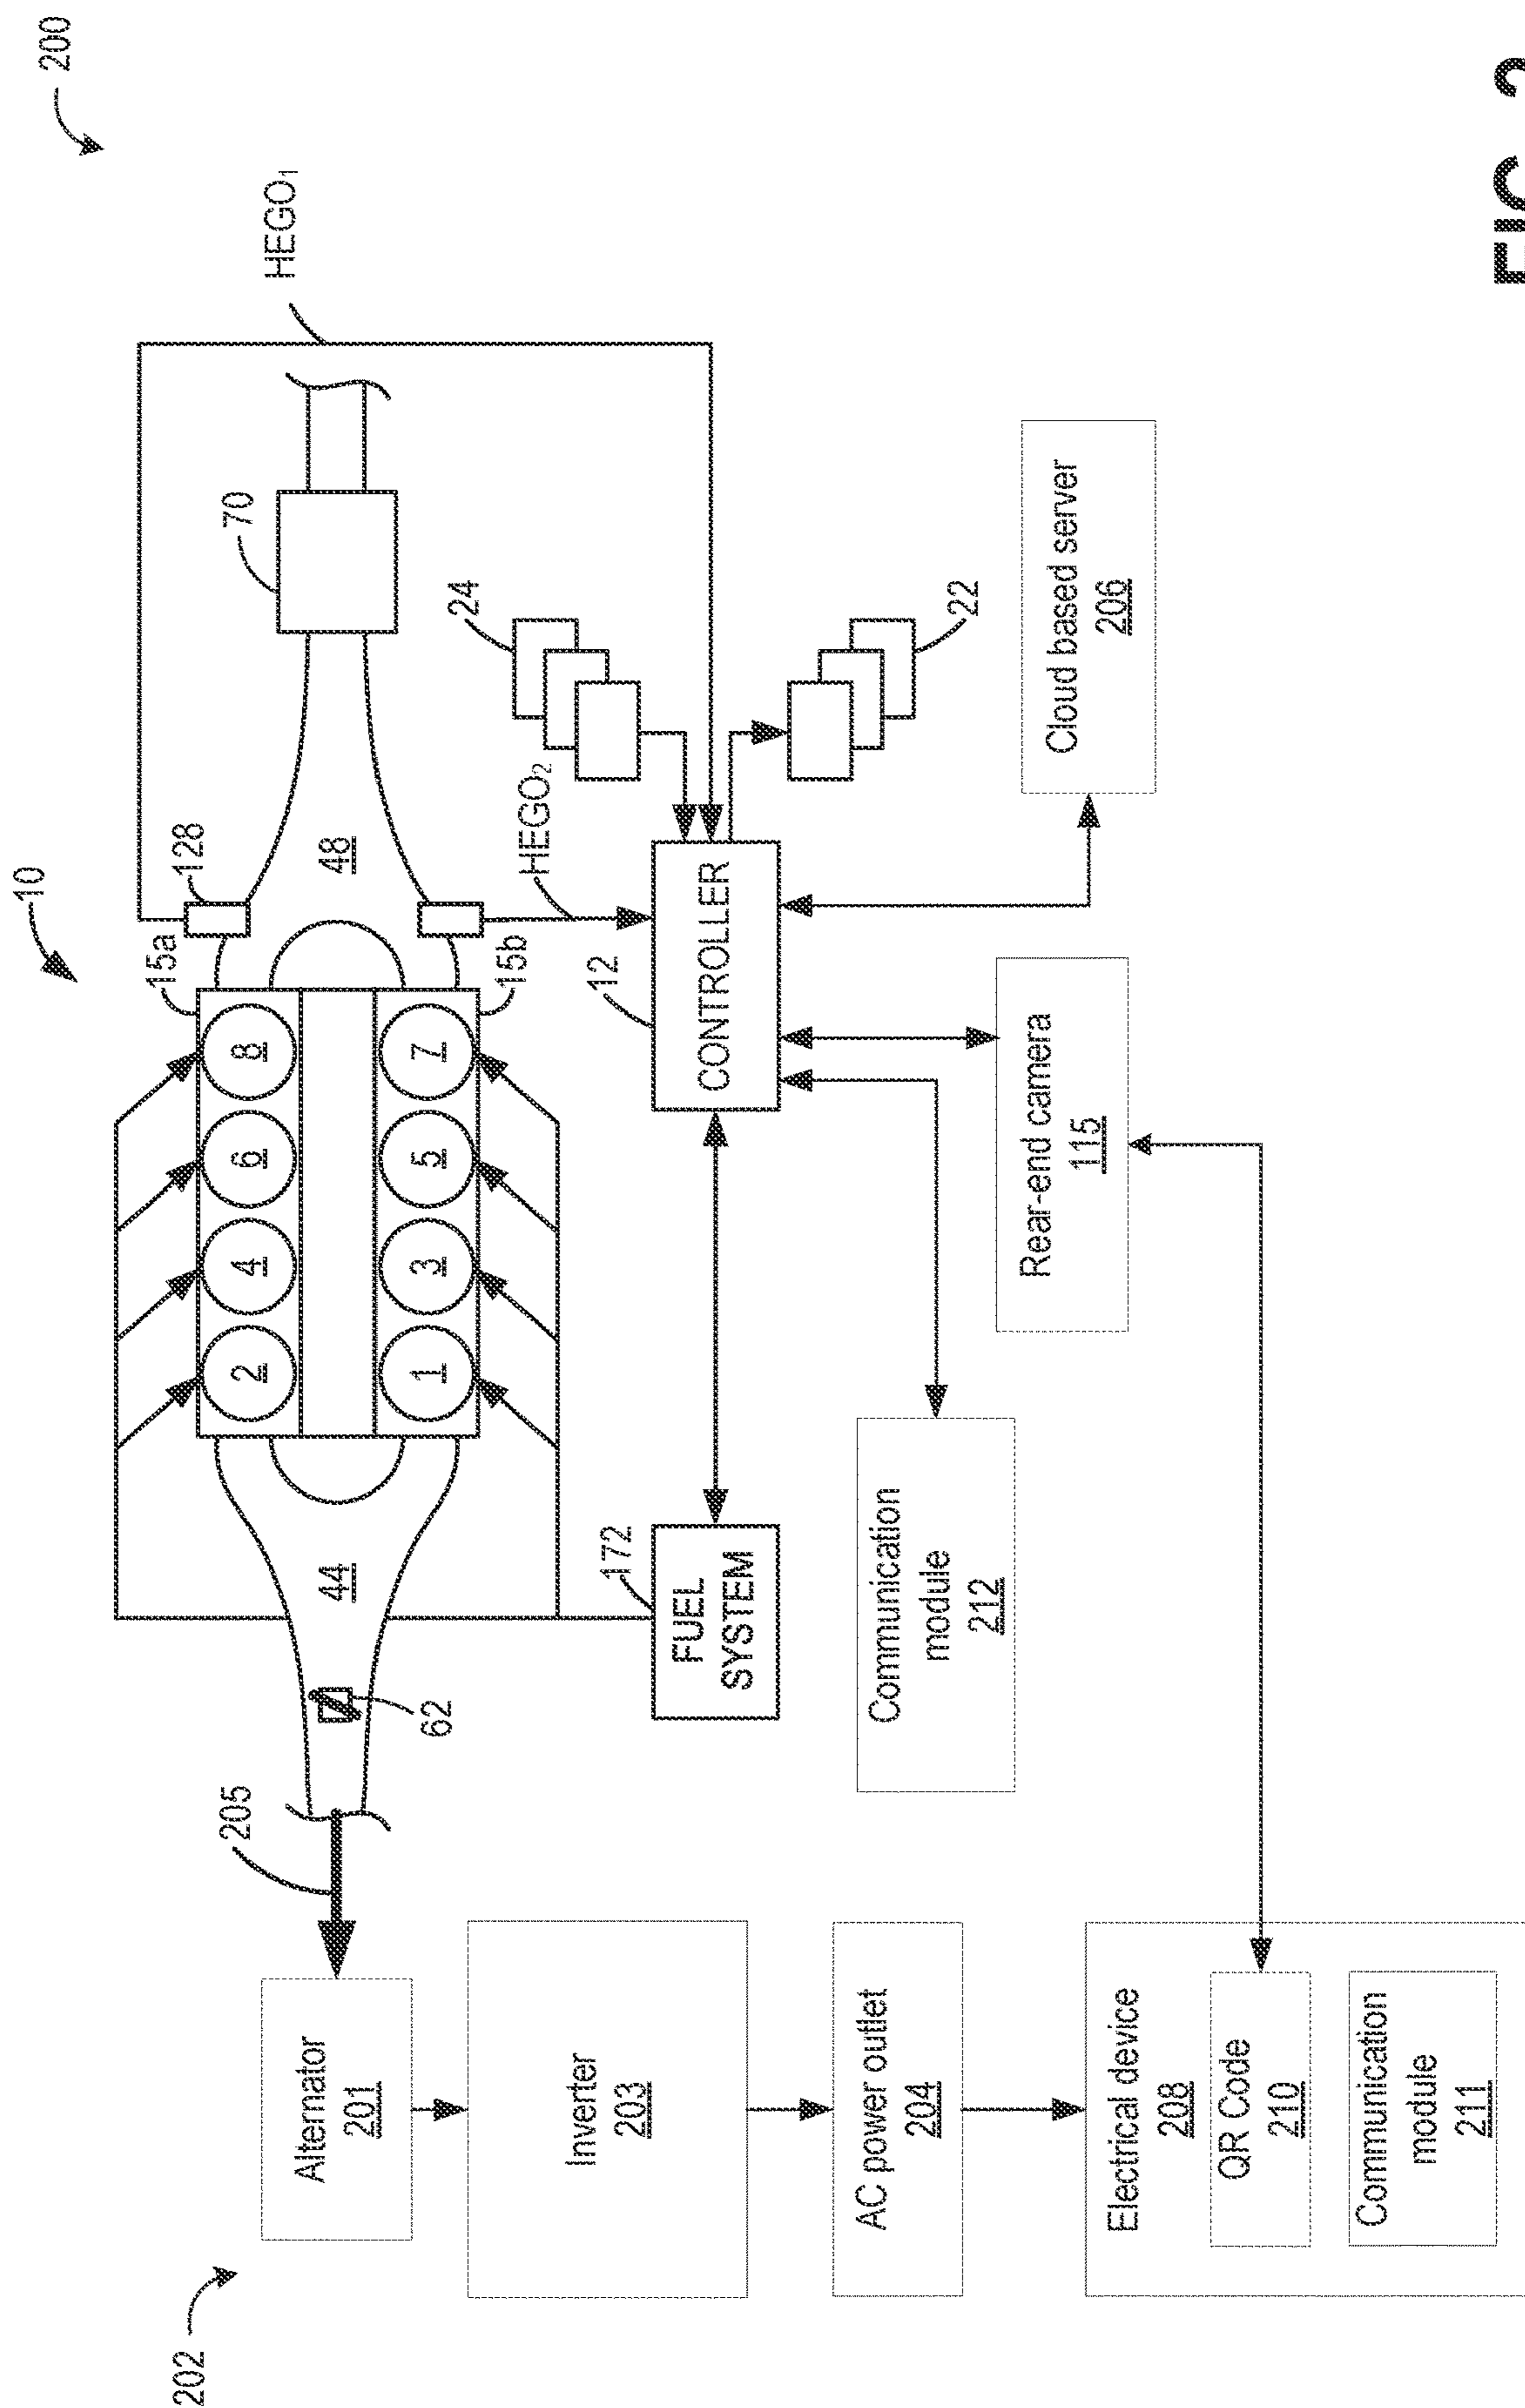 200
10
202
205
HEGO₁
15a
128
70
8
6
4
2
48
44
62
7
5
3
1
15b
HEGO₂
24
172
12
FUEL
SYSTEM
CONTROLLER
22
Alternator
201
Inverter
203
AC power outlet
204
Communication
module
212
Rear-end camera
115
Cloud based server
206
Electrical device
208
QR Code
210
Communication
module
211